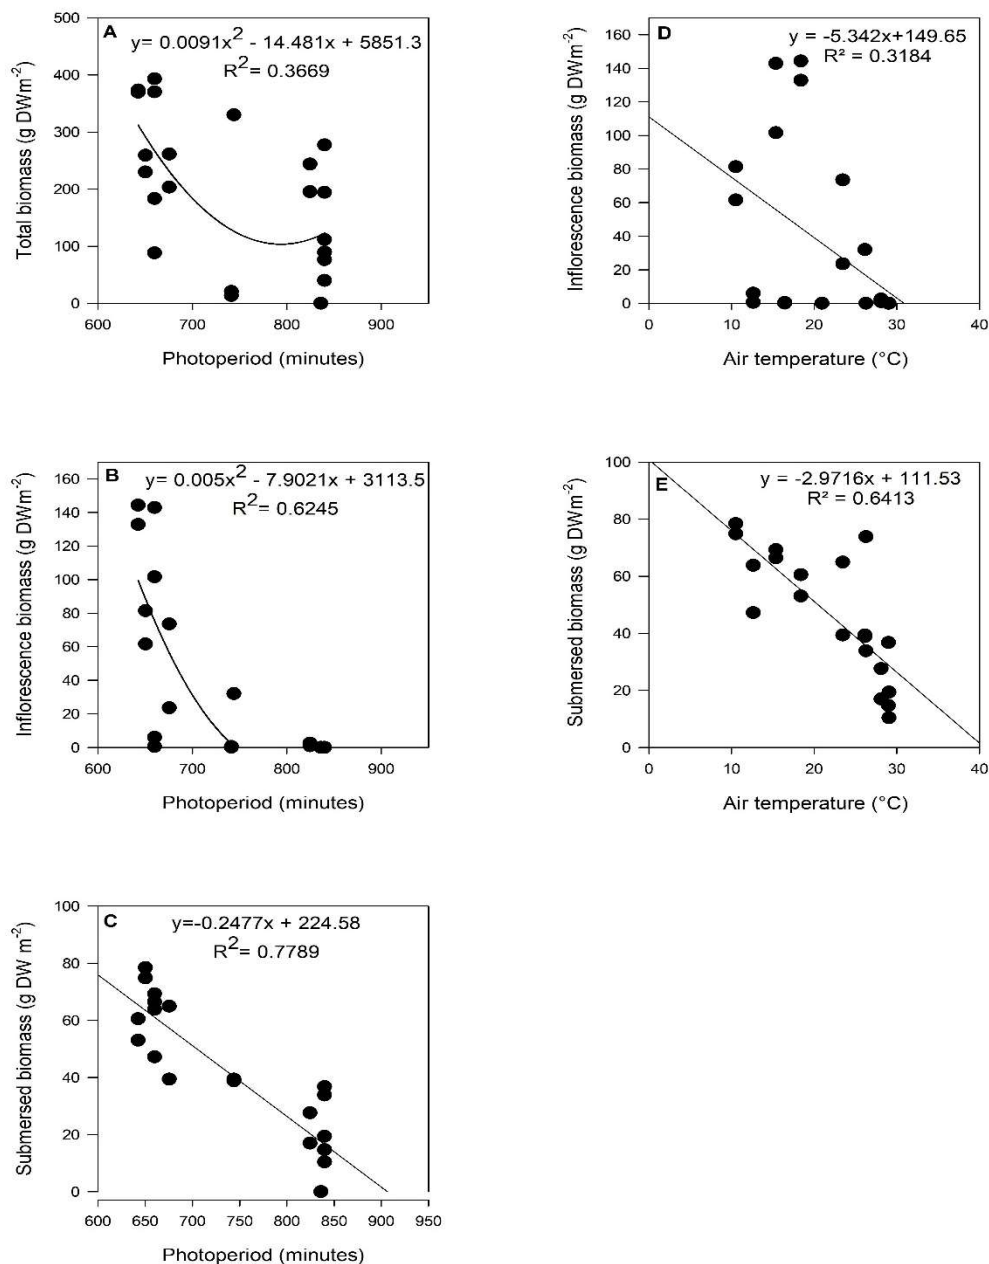 A
y= 0.0091x² - 14.481x + 5851.3
R²= 0.3669
Total biomass (g DWm⁻²)
500
400
300
200
100
0
600 700 800 900
Photoperiod (minutes)
D
y = -5.342x+149.65
R² = 0.3184
Inflorescence biomass (g DWm⁻²)
160
140
120
100
80
60
40
20
0
0 10 20 30 40
Air temperature (°C)
B
y= 0.005x² - 7.9021x + 3113.5
R²= 0.6245
Inflorescence biomass (g DWm⁻²)
160
140
120
100
80
60
40
20
0
600 700 800 900
Photoperiod (minutes)
E
y = -2.9716x + 111.53
R² = 0.6413
Submersed biomass (g DWm⁻²)
100
80
60
40
20
0
0 10 20 30 40
Air temperature (°C)
C
y=-0.2477x + 224.58
R²= 0.7789
Submersed biomass (g DW m⁻²)
100
80
60
40
20
0
600 650 700 750 800 850 900 950
Photoperiod (minutes)